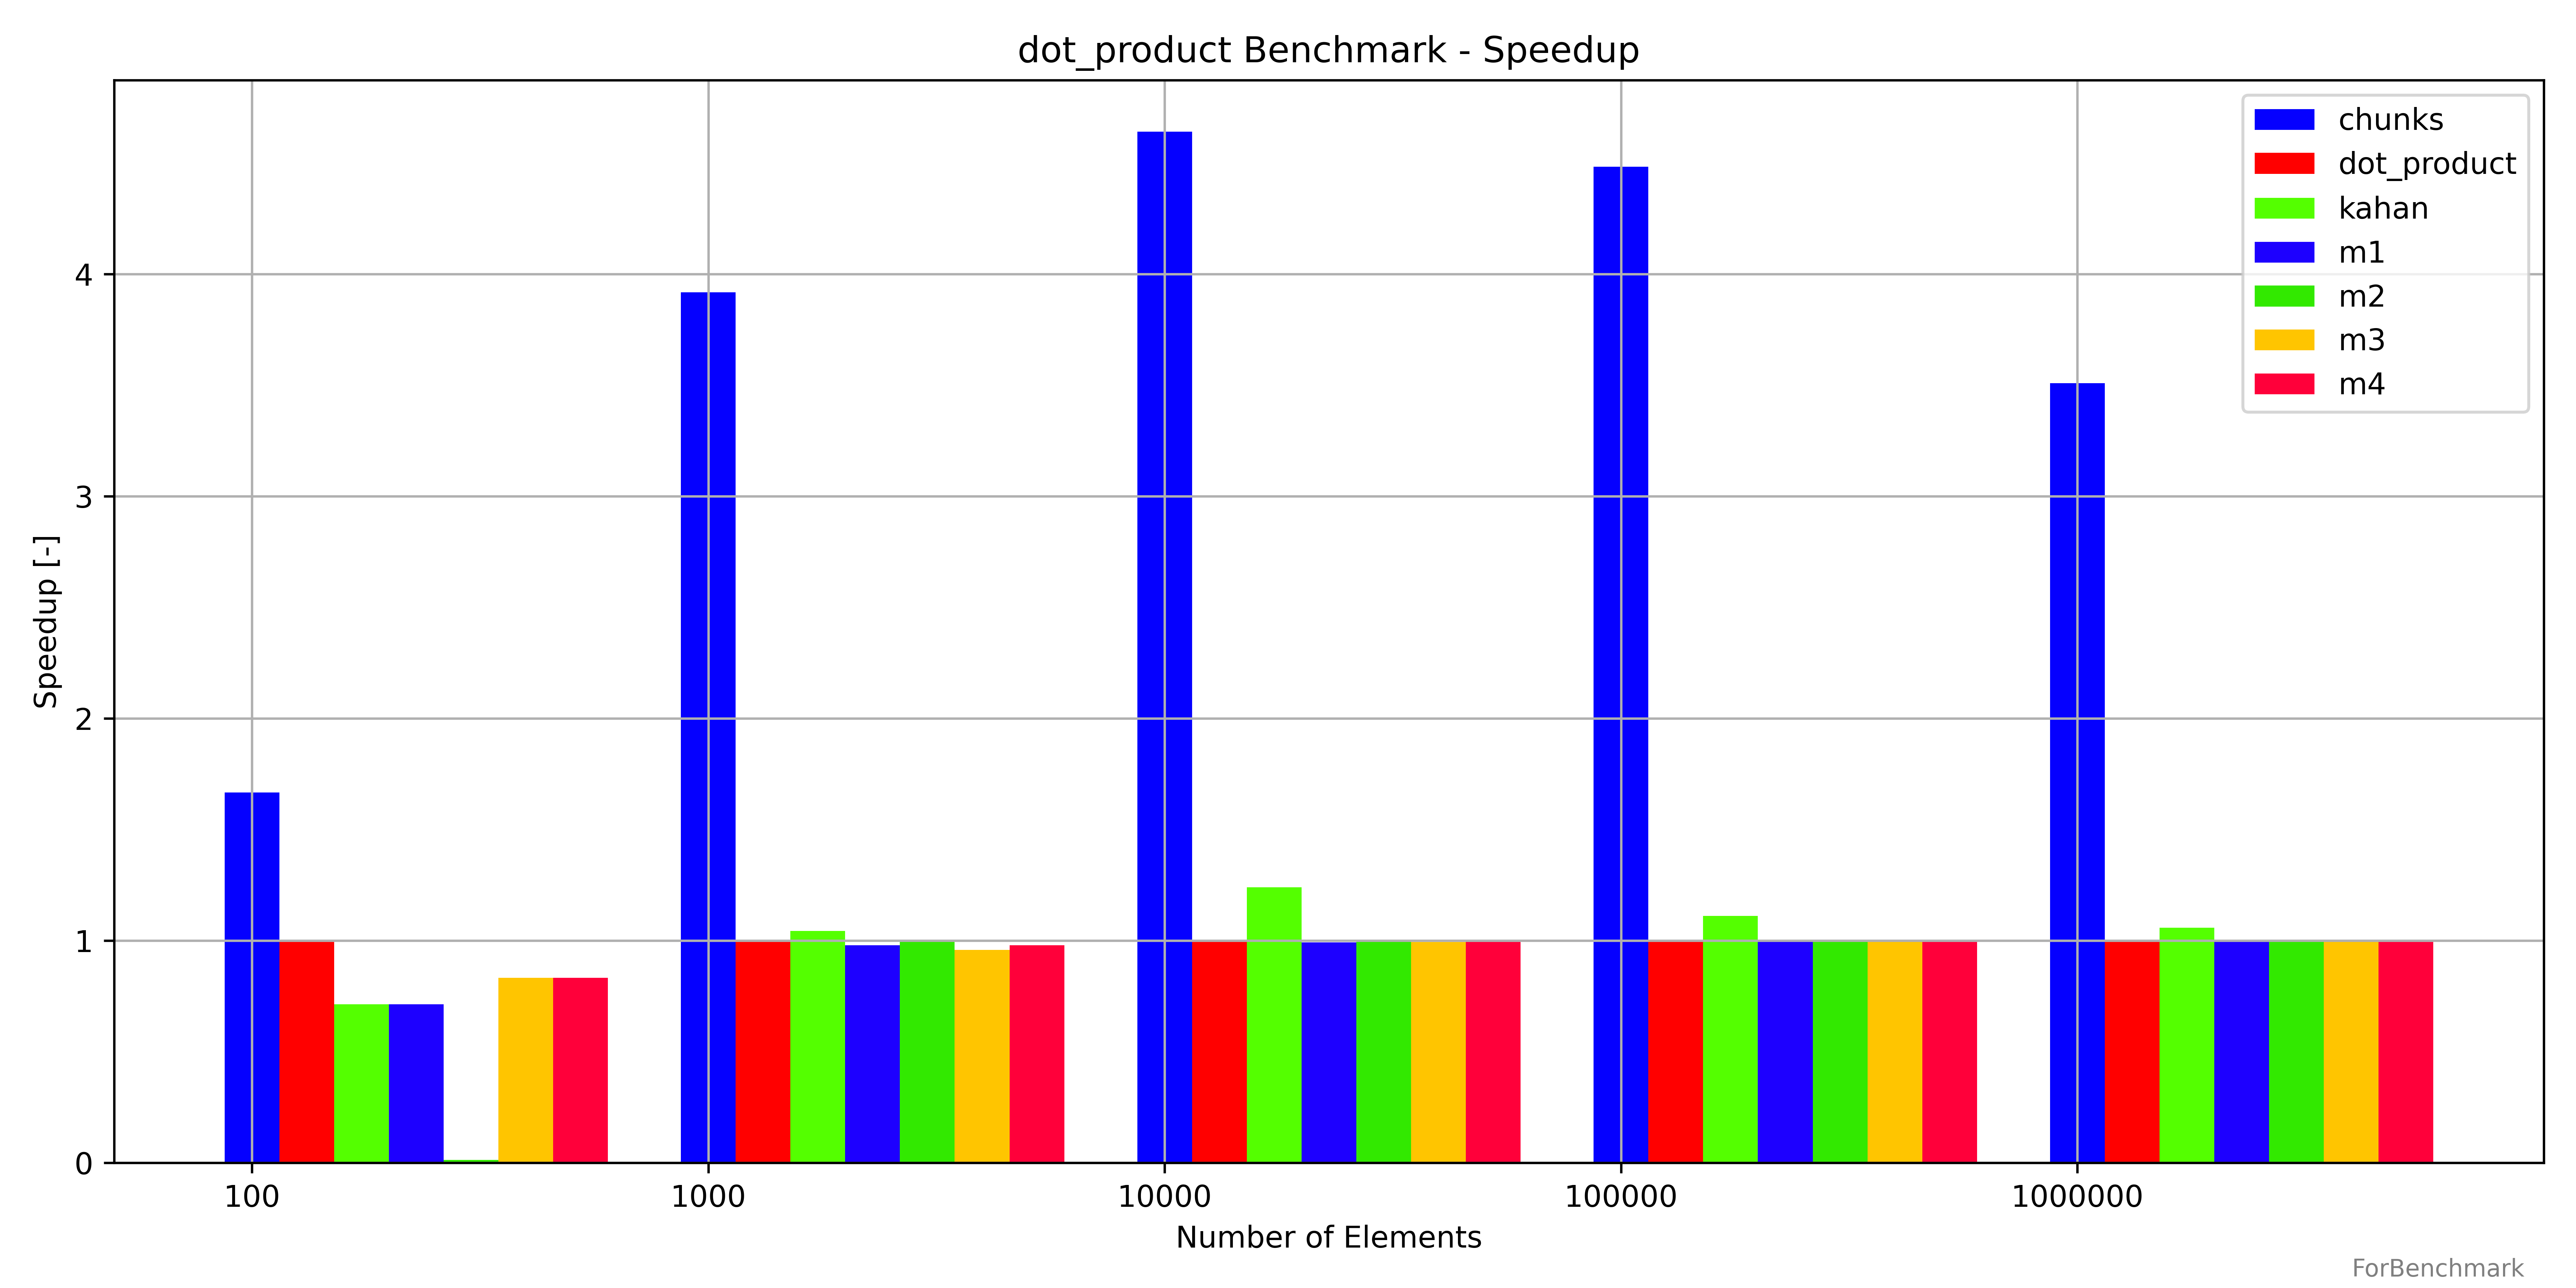 dot_product Benchmark - Speedup
chunks
dot_product
kahan
m1
m2
m3
m4
Speedup [-]
4
3
2
1
0
100
1000
10000
100000
1000000
Number of Elements
ForBenchmark